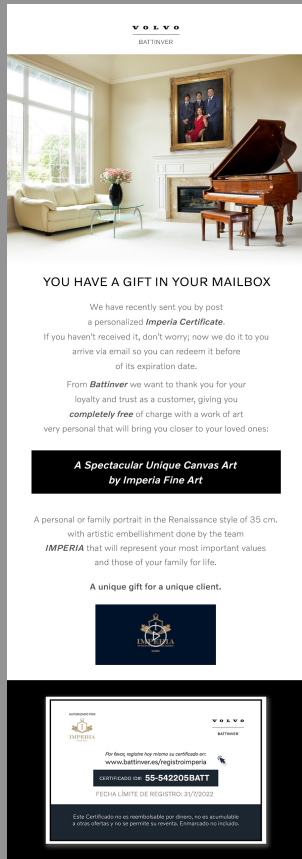 VOLVO
BATTINVER
YOU HAVE A GIFT IN YOUR MAILBOX
We have recently sent you by post
a personalized Imperia Certificate.
If you haven't received it, don't worry; now we do it to you
arrive via email so you can redeem it before
of its expiration date.
From Battinver we want to thank you for your
loyalty and trust as a customer, giving you
completely free of charge with a work of art
very personal that will bring you closer to your loved ones:
A Spectacular Unique Canvas Art
by Imperia Fine Art
A personal or family portrait in the Renaissance style of 35 cm.
with artistic embellishment done by the team
IMPERIA that will represent your most important values
and those of your family for life.
A unique gift for a unique client.
IMPERIA
AUTORIZADO POR:
IMPERIA
VOLVO
BATTINVER
Por favor, registre hoy mismo su certificado en:
www.battinver.es/registroimperia
CERTIFICADO ID#: 55-542205BATT
FECHA LÍMITE DE REGISTRO: 31/7/2022
Este Certificado no es reembolsable por dinero, no es acumulable
a otras ofertas y no se permite su reventa. Enmarcado no incluido.